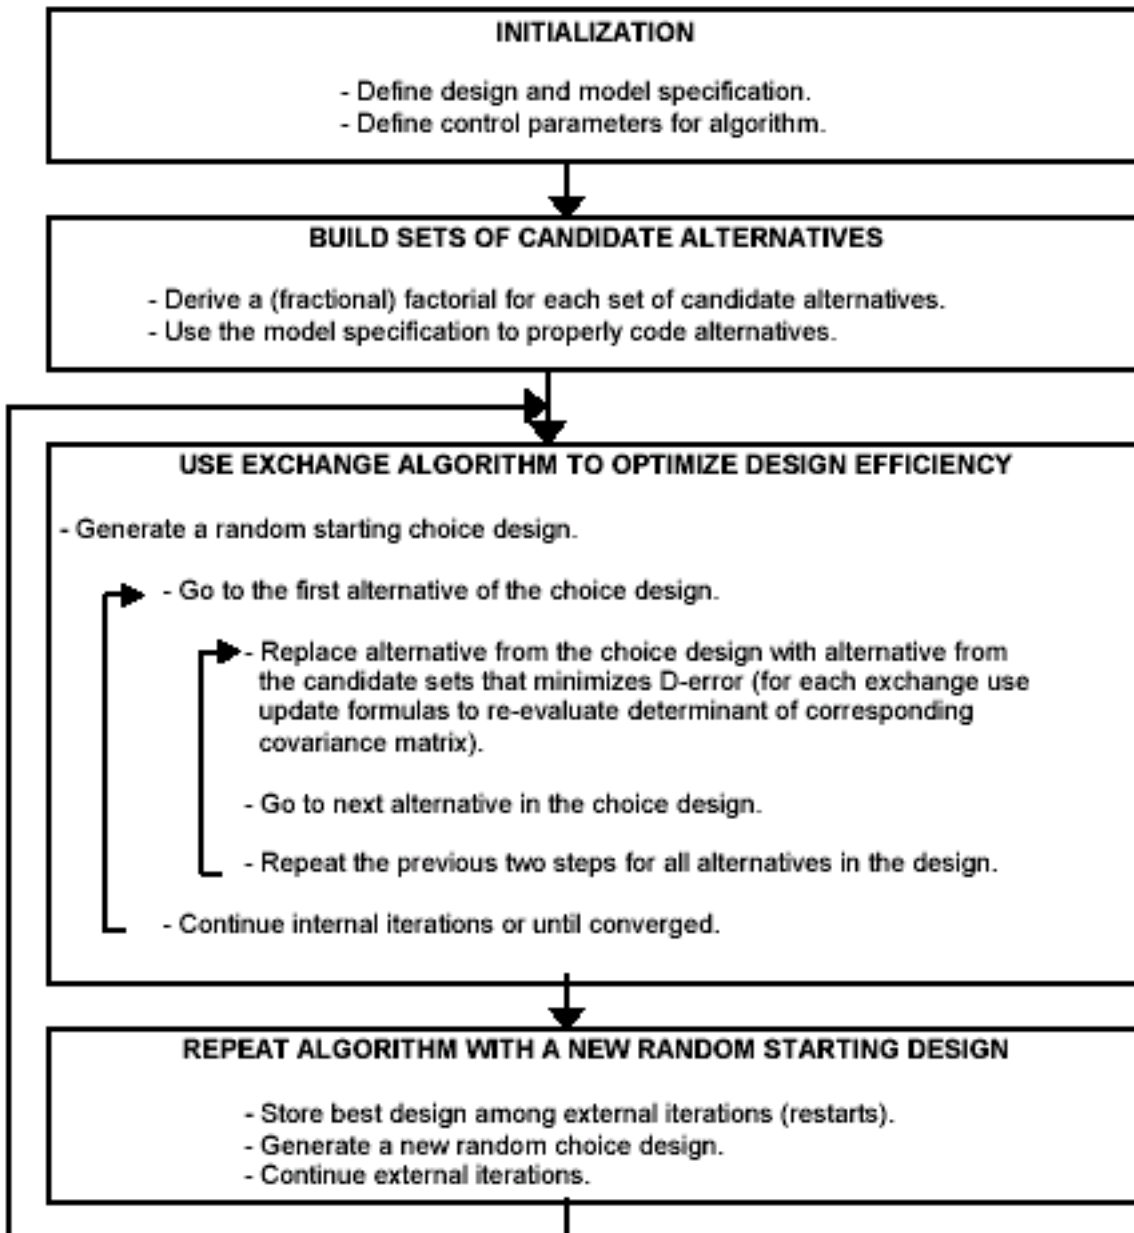 INITIALIZATION
- Define design and model specification.
- Define control parameters for algorithm.
BUILD SETS OF CANDIDATE ALTERNATIVES
- Derive a (fractional) factorial for each set of candidate alternatives.
- Use the model specification to properly code alternatives.
USE EXCHANGE ALGORITHM TO OPTIMIZE DESIGN EFFICIENCY
- Generate a random starting choice design.
- Go to the first alternative of the choice design.
- Replace alternative from the choice design with alternative from
the candidate sets that minimizes D-error (for each exchange use
update formulas to re-evaluate determinant of corresponding
covariance matrix).
- Go to next alternative in the choice design.
- Repeat the previous two steps for all alternatives in the design.
- Continue internal iterations or until converged.
REPEAT ALGORITHM WITH A NEW RANDOM STARTING DESIGN
- Store best design among external iterations (restarts).
- Generate a new random choice design.
- Continue external iterations.